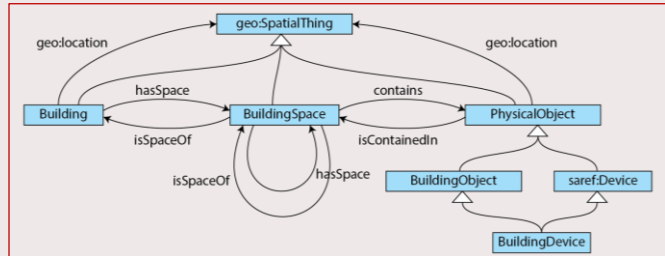 geo:SpatialThing
geo:location
geo:location
hasSpace
contains
Building
BuildingSpace
PhysicalObject
isSpaceOf
isContainedIn
isSpaceOf
hasSpace
BuildingObject
saref:Device
BuildingDevice